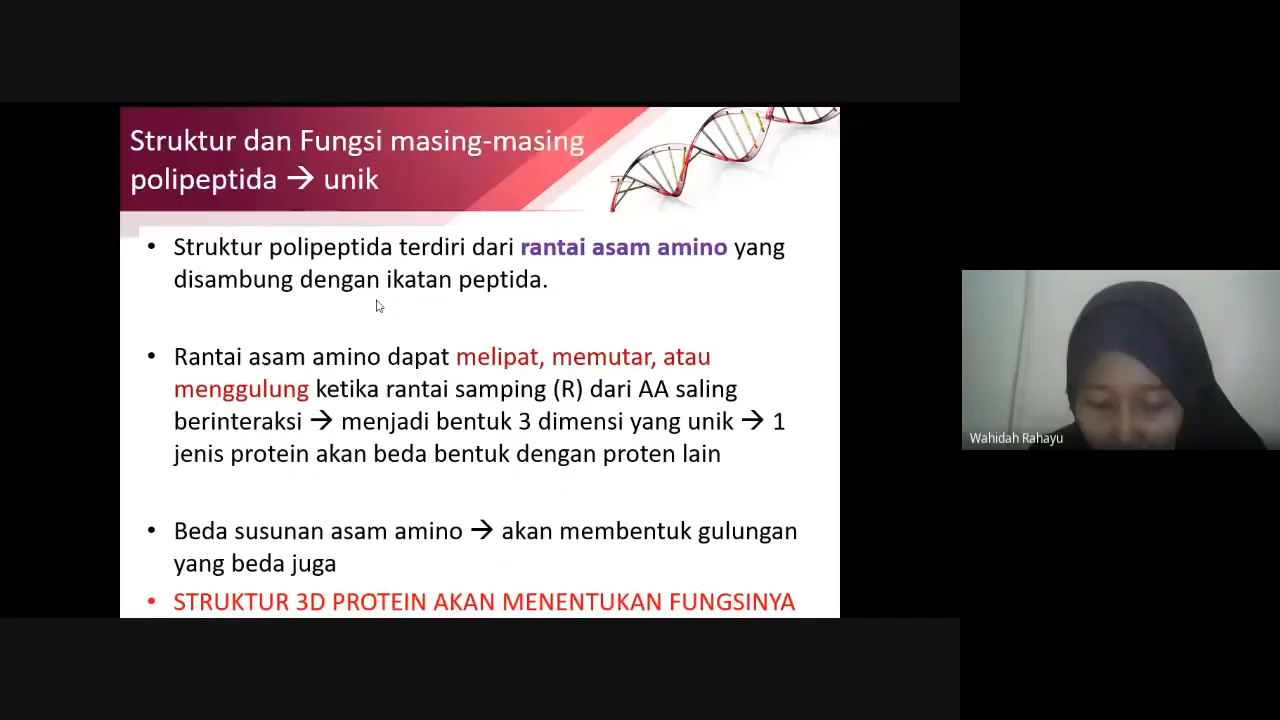 Struktur dan Fungsi masing-masing
polipeptida → unik
• Struktur polipeptida terdiri dari rantai asam amino yang
disambung dengan ikatan peptida.
• Rantai asam amino dapat melipat, memutar, atau
menggulung ketika rantai samping (R) dari AA saling
berinteraksi → menjadi bentuk 3 dimensi yang unik → 1
jenis protein akan beda bentuk dengan proten lain
• Beda susunan asam amino → akan membentuk gulungan
yang beda juga
• STRUKTUR 3D PROTEIN AKAN MENENTUKAN FUNGSINYA
Wahidah Rahayu